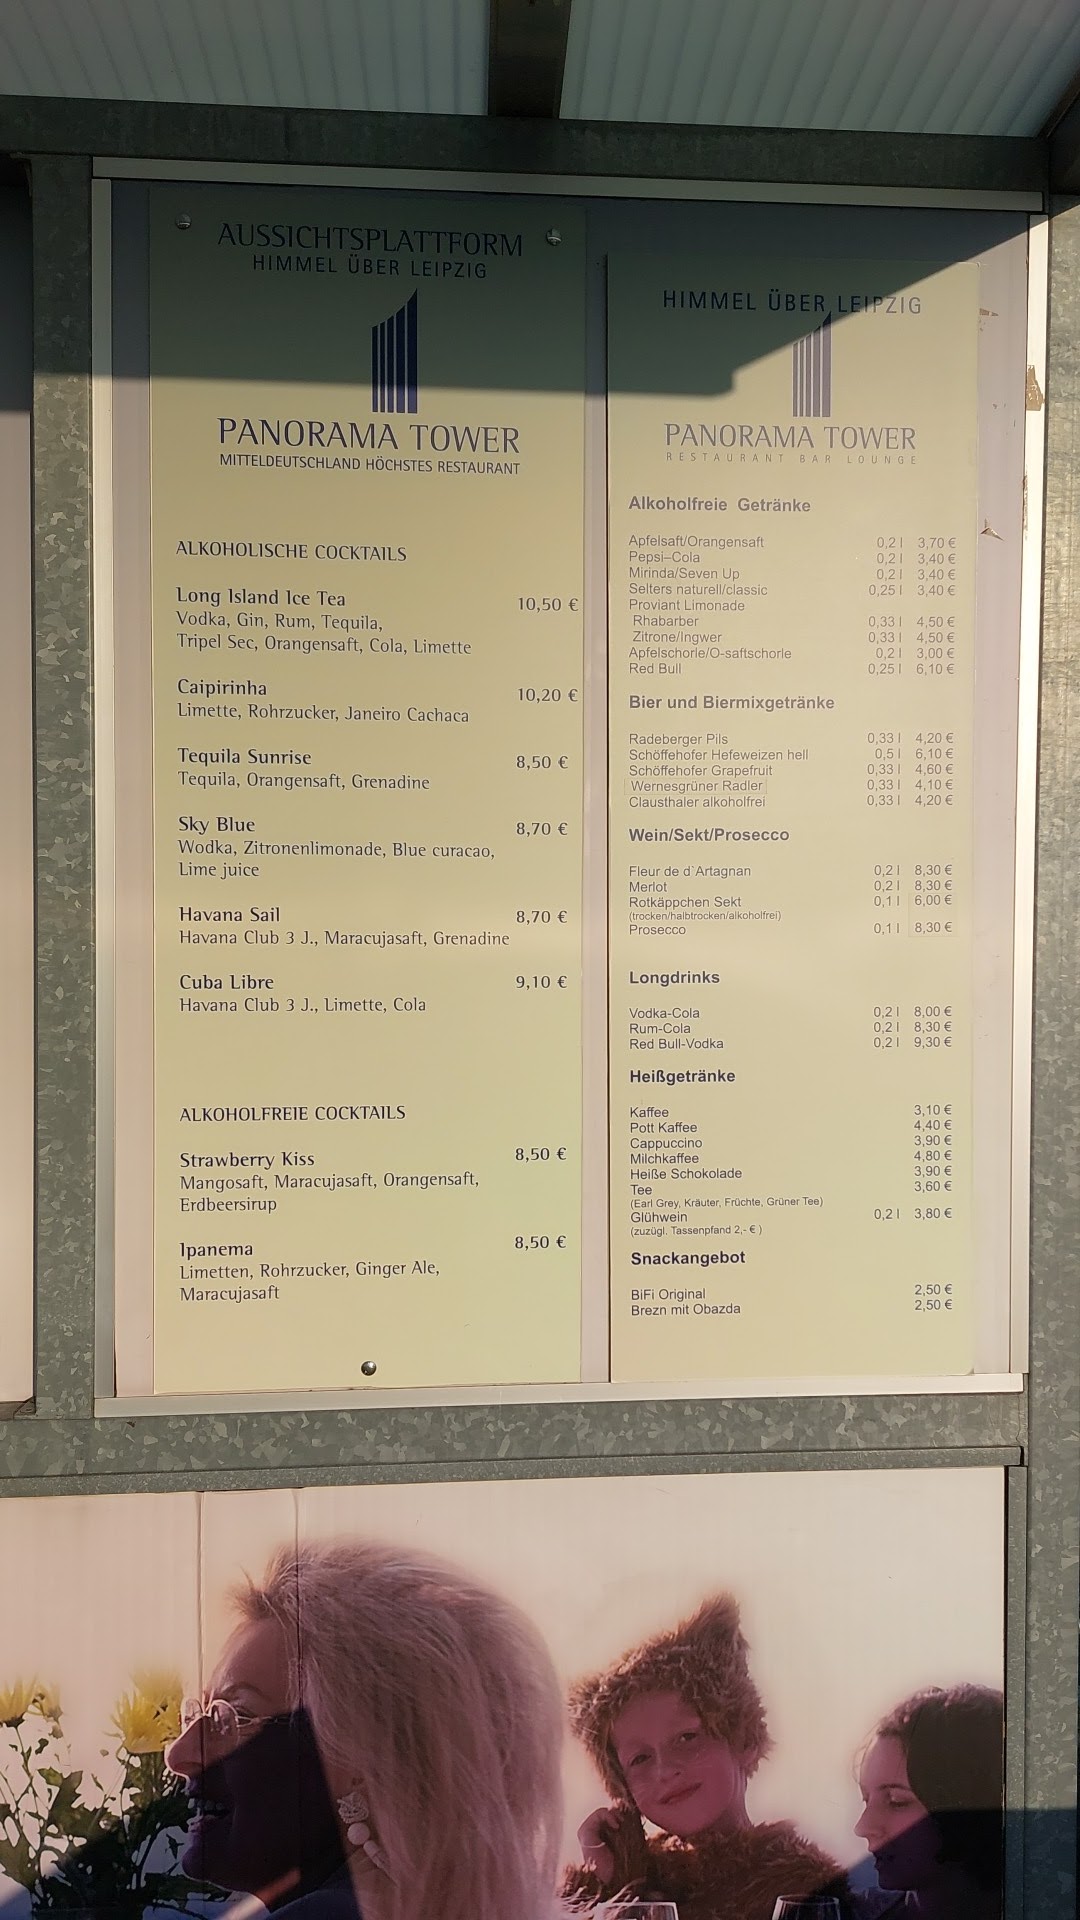 AUSSICHTSPLATTFORM
HIMMEL ÜBER LEIPZIG
PANORAMA TOWER
MITTELDEUTSCHLAND HÖCHSTES RESTAURANT
ALKOHOLISCHE COCKTAILS
Long Island Ice Tea 10,50 €
Vodka, Gin, Rum, Tequila,
Tripel Sec, Orangensaft, Cola, Limette
Caipirinha 10,20 €
Limette, Rohrzucker, Janeiro Cachaca
Tequila Sunrise 8,50 €
Tequila, Orangensaft, Grenadine
Sky Blue 8,70 €
Wodka, Zitronenlimonade, Blue curacao,
Lime juice
Havana Sail 8,70 €
Havana Club 3 J., Maracujasaft, Grenadine
Cuba Libre 9,10 €
Havana Club 3 J., Limette, Cola
ALKOHOLFREIE COCKTAILS
Strawberry Kiss 8,50 €
Mangosaft, Maracujasaft, Orangensaft,
Erdbeersirup
Ipanema 8,50 €
Limetten, Rohrzucker, Ginger Ale,
Maracujasaft
HIMMEL ÜBER LEIPZIG
PANORAMA TOWER
RESTAURANT BAR LOUNGE
Alkoholfreie Getränke
Apfelsaft/Orangensaft 0,2 l 3,70 €
Pepsi–Cola 0,2 l 3,40 €
Mirinda/Seven Up 0,2 l 3,40 €
Selters naturell/classic 0,25 l 3,40 €
Proviant Limonade
Rhabarber 0,33 l 4,50 €
Zitrone/Ingwer 0,33 l 4,50 €
Apfelschorle/O-saftschorle 0,2 l 3,00 €
Red Bull 0,25 l 6,10 €
Bier und Biermixgetränke
Radeberger Pils 0,33 l 4,20 €
Schöffehofer Hefeweizen hell 0,5 l 6,10 €
Schöffehofer Grapefruit 0,33 l 4,60 €
Wernesgrüner Radler 0,33 l 4,10 €
Clausthaler alkoholfrei 0,33 l 4,20 €
Wein/Sekt/Prosecco
Fleur de d`Artagnan 0,2 l 8,30 €
Merlot 0,2 l 8,30 €
Rotkäppchen Sekt 0,1 l 6,00 €
(trocken/halbtrocken/alkoholfrei)
Prosecco 0,1 l 8,30 €
Longdrinks
Vodka-Cola 0,2 l 8,00 €
Rum-Cola 0,2 l 8,30 €
Red Bull-Vodka 0,2 l 9,30 €
Heißgetränke
Kaffee 3,10 €
Pott Kaffee 4,40 €
Cappuccino 3,90 €
Milchkaffee 4,80 €
Heiße Schokolade 3,90 €
Tee 3,60 €
(Earl Grey, Kräuter, Früchte, Grüner Tee)
Glühwein 0,2 l 3,80 €
(zuzügl. Tassenpfand 2,- € )
Snackangebot
BiFi Original 2,50 €
Brezn mit Obazda 2,50 €